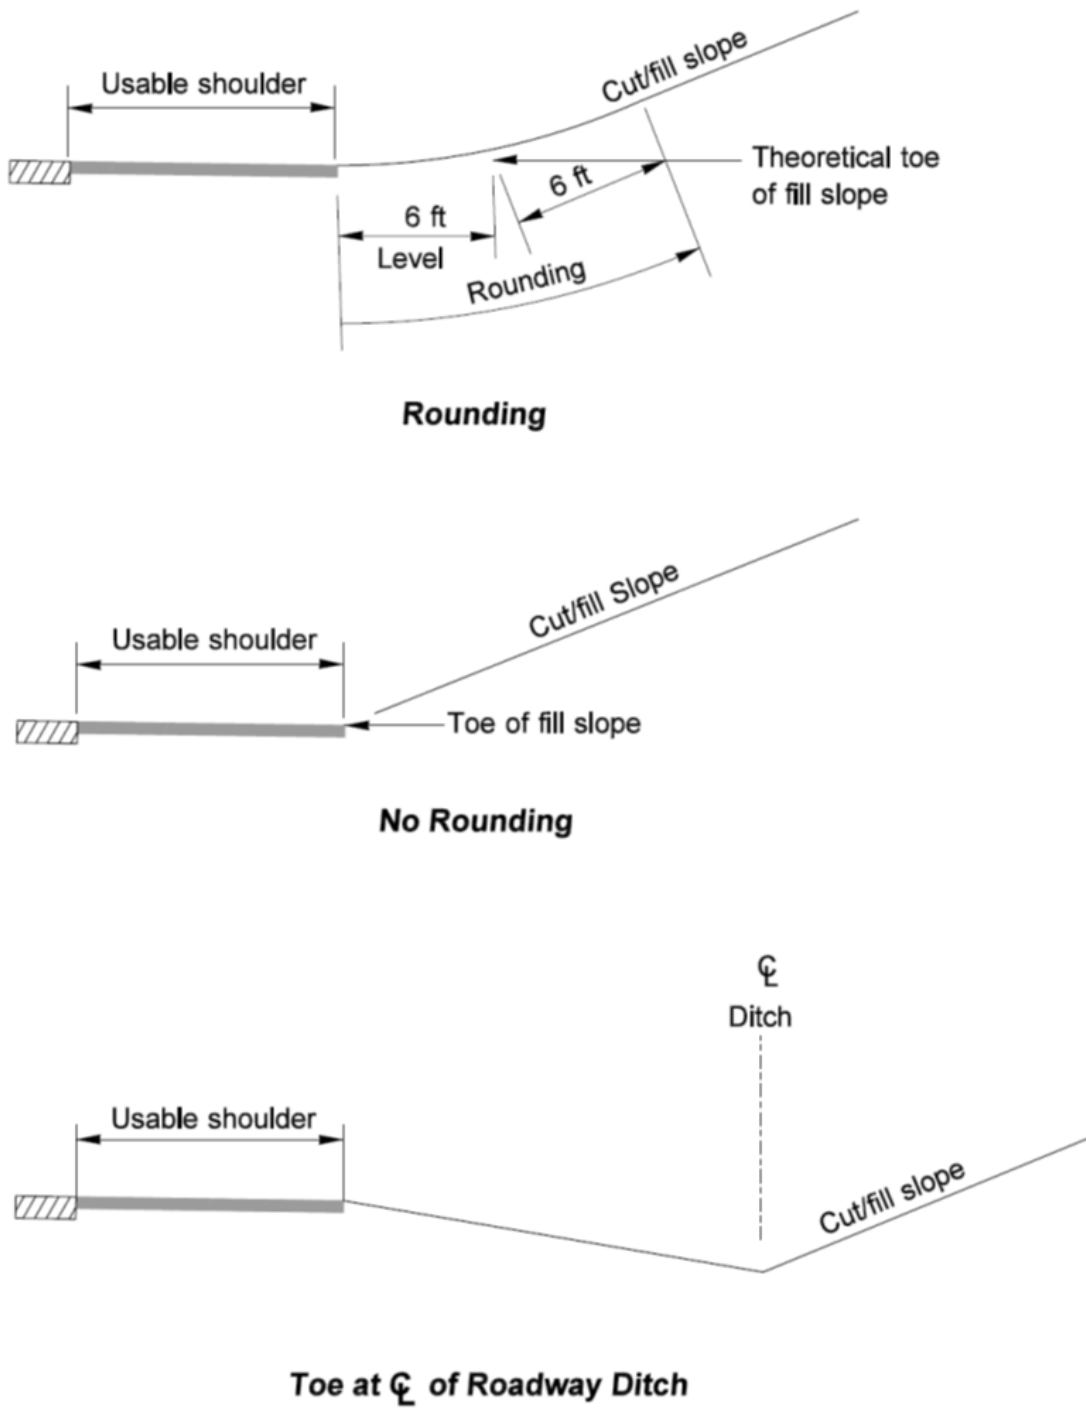 Usable shoulder
Cut/fill slope
Theoretical toe
of fill slope
6 ft
6 ft
Level
Rounding
Rounding
Cut/fill Slope
Usable shoulder
Toe of fill slope
No Rounding
℄
Ditch
Usable shoulder
Cut/fill slope
Toe at ℄ of Roadway Ditch